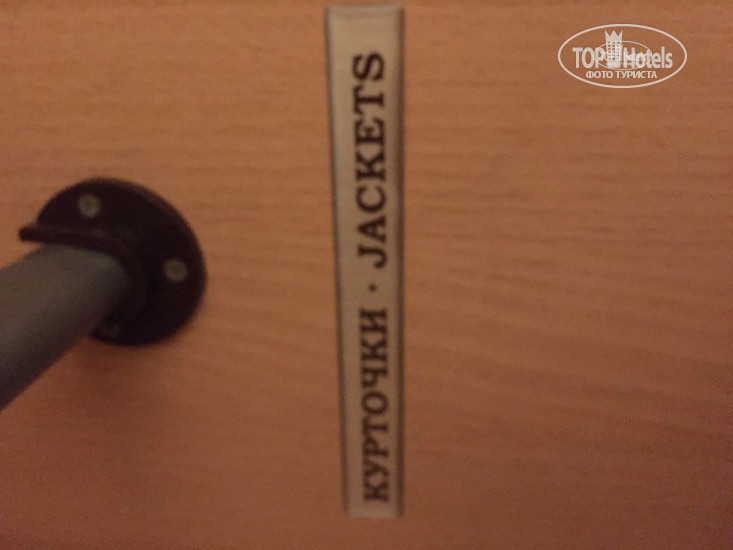 КУРТОЧКИ · JACKETS
TOP Hotels
ФОТО ТУРИСТА